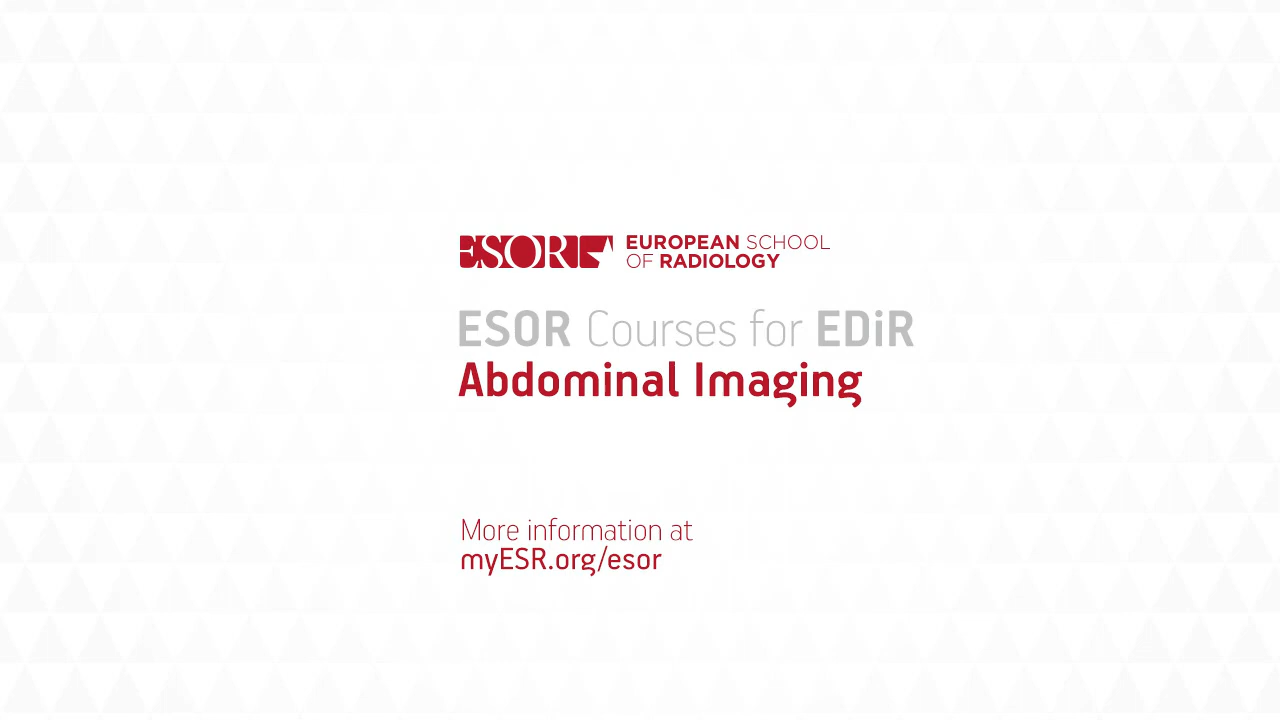 ESOR EUROPEAN SCHOOL
OF RADIOLOGY
ESOR Courses for EDiR
Abdominal Imaging
More information at
myESR.org/esor